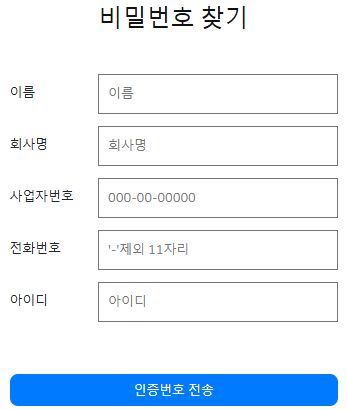 비밀번호 찾기
이름 이름
회사명 회사명
사업자번호 000-00-00000
전화번호 '-'제외 11자리
아이디 아이디
인증번호 전송